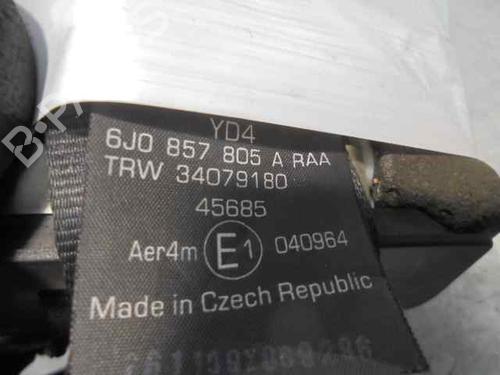 YD4
6J0 857 805 A RAA
TRW 34079180
45685
Aer4m E1 040964
Made in Czech Republic